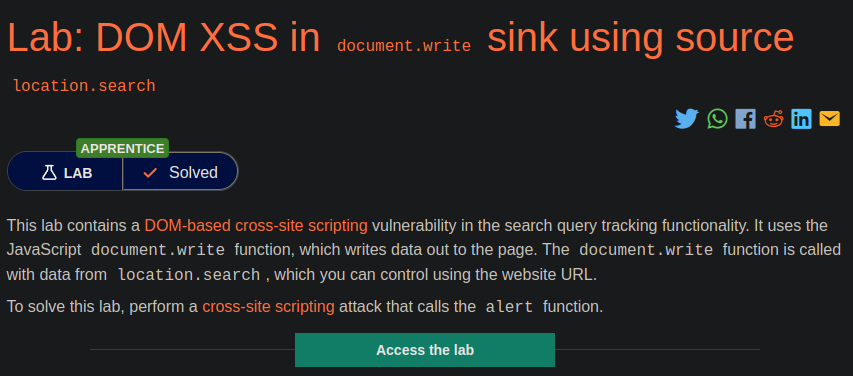 Lab: DOM XSS in document.write sink using source
location.search
APPRENTICE
LAB Solved
This lab contains a DOM-based cross-site scripting vulnerability in the search query tracking functionality. It uses the
JavaScript document.write function, which writes data out to the page. The document.write function is called
with data from location.search , which you can control using the website URL.
To solve this lab, perform a cross-site scripting attack that calls the alert function.
Access the lab